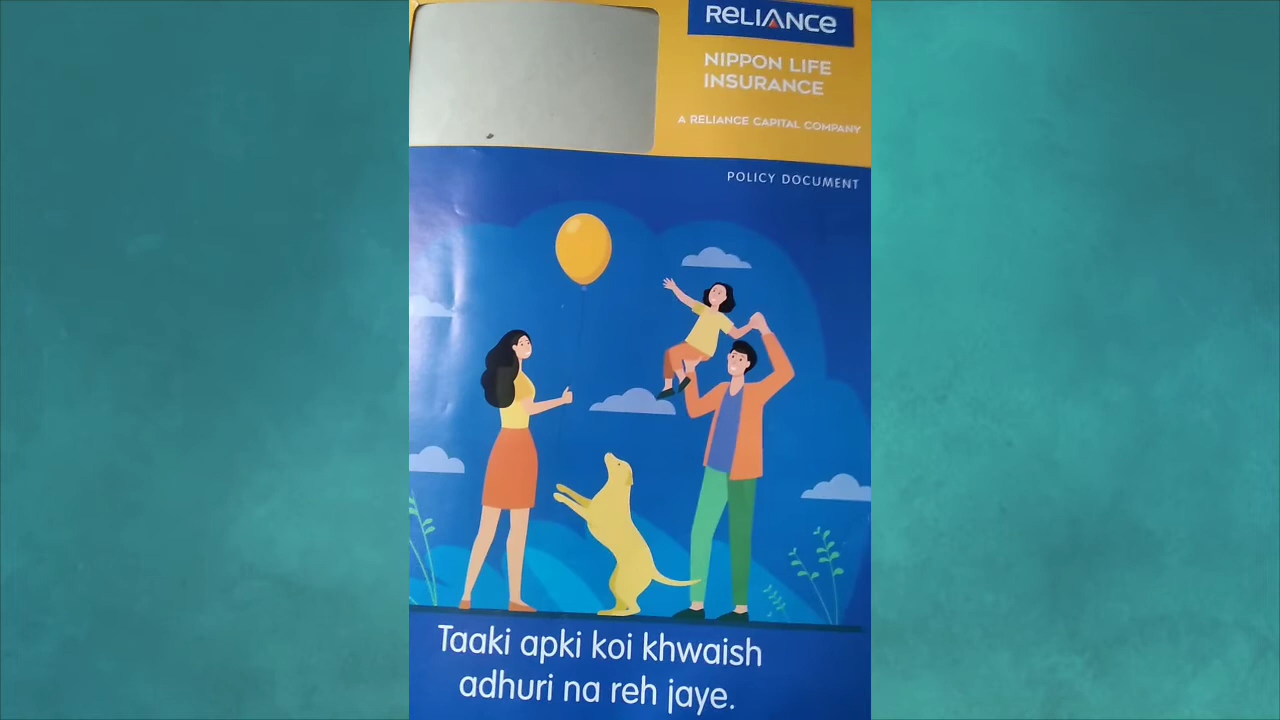 RELIANCE
NIPPON LIFE
INSURANCE
A RELIANCE CAPITAL COMPANY
POLICY DOCUMENT
Taaki apki koi khwaish
adhuri na reh jaye.